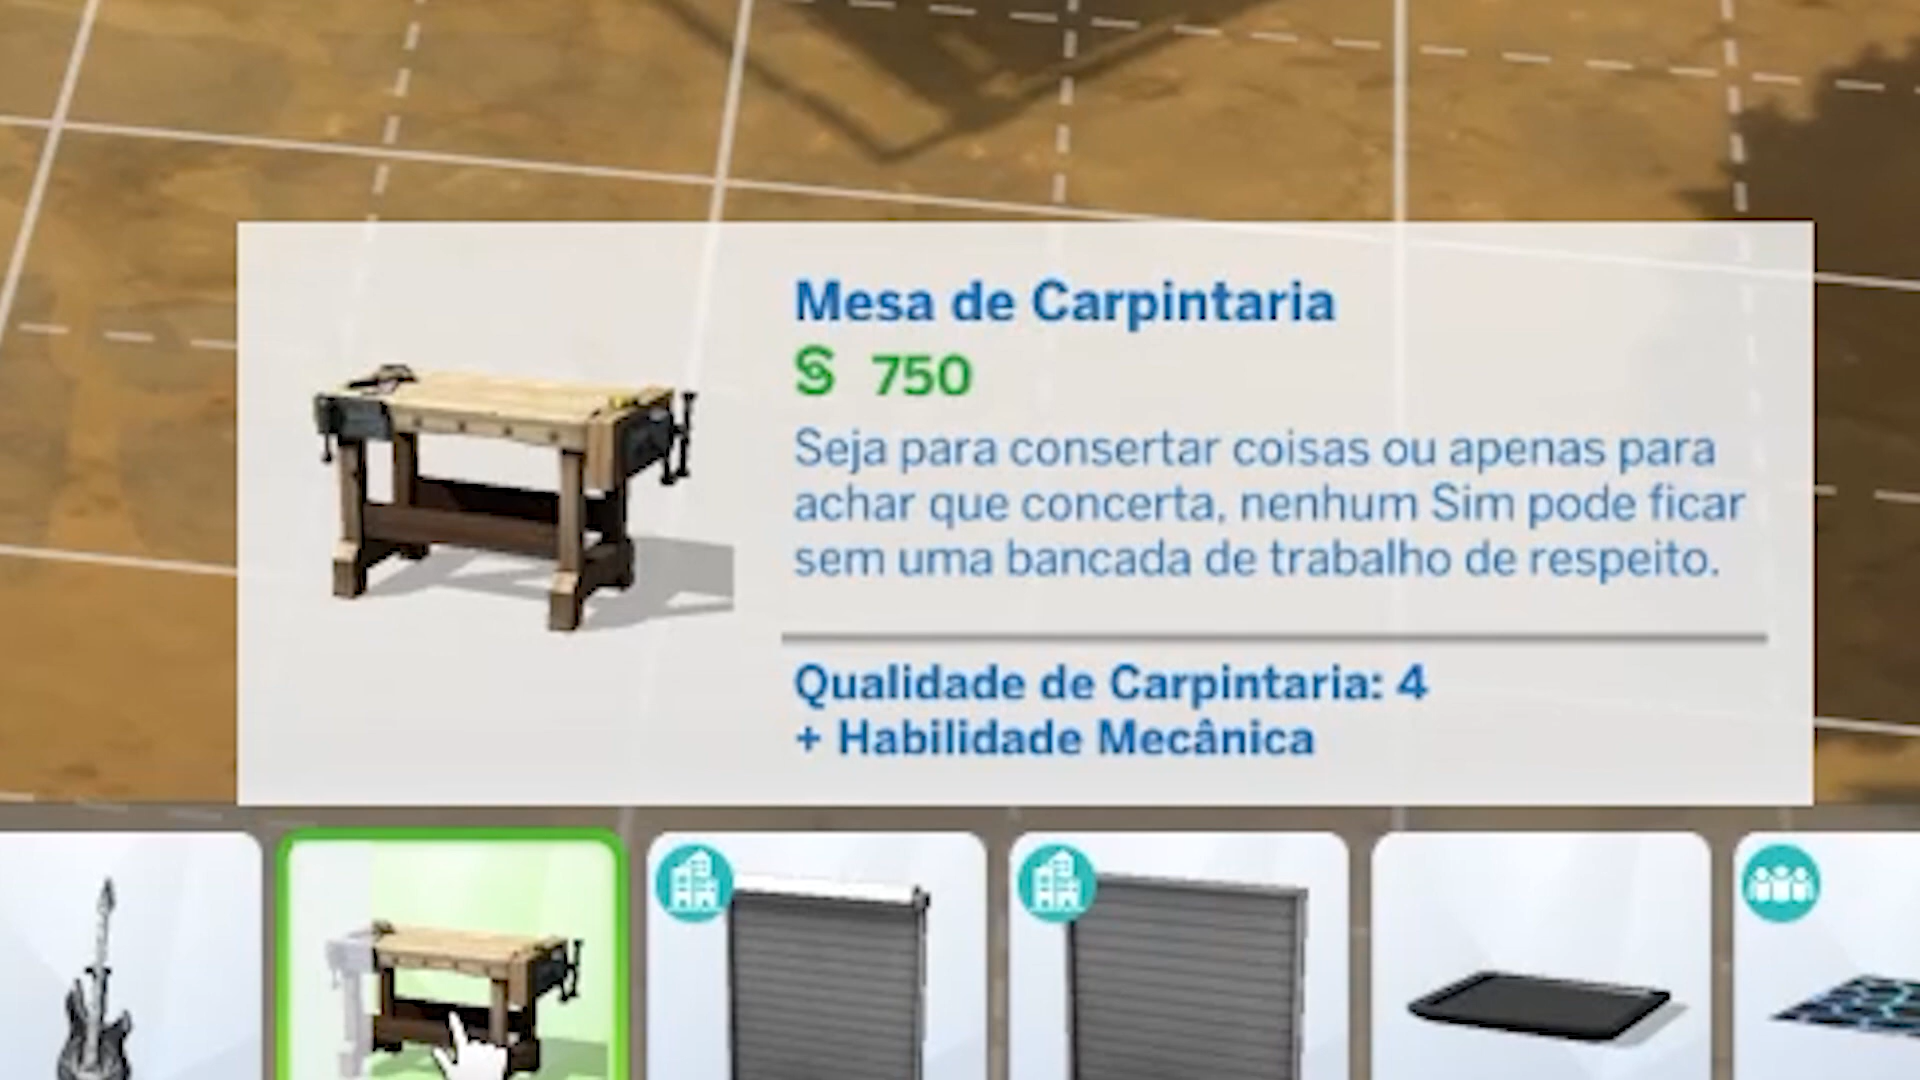 Mesa de Carpintaria
§ 750
Seja para consertar coisas ou apenas para
achar que concerta, nenhum Sim pode ficar
sem uma bancada de trabalho de respeito.
Qualidade de Carpintaria: 4
+ Habilidade Mecânica